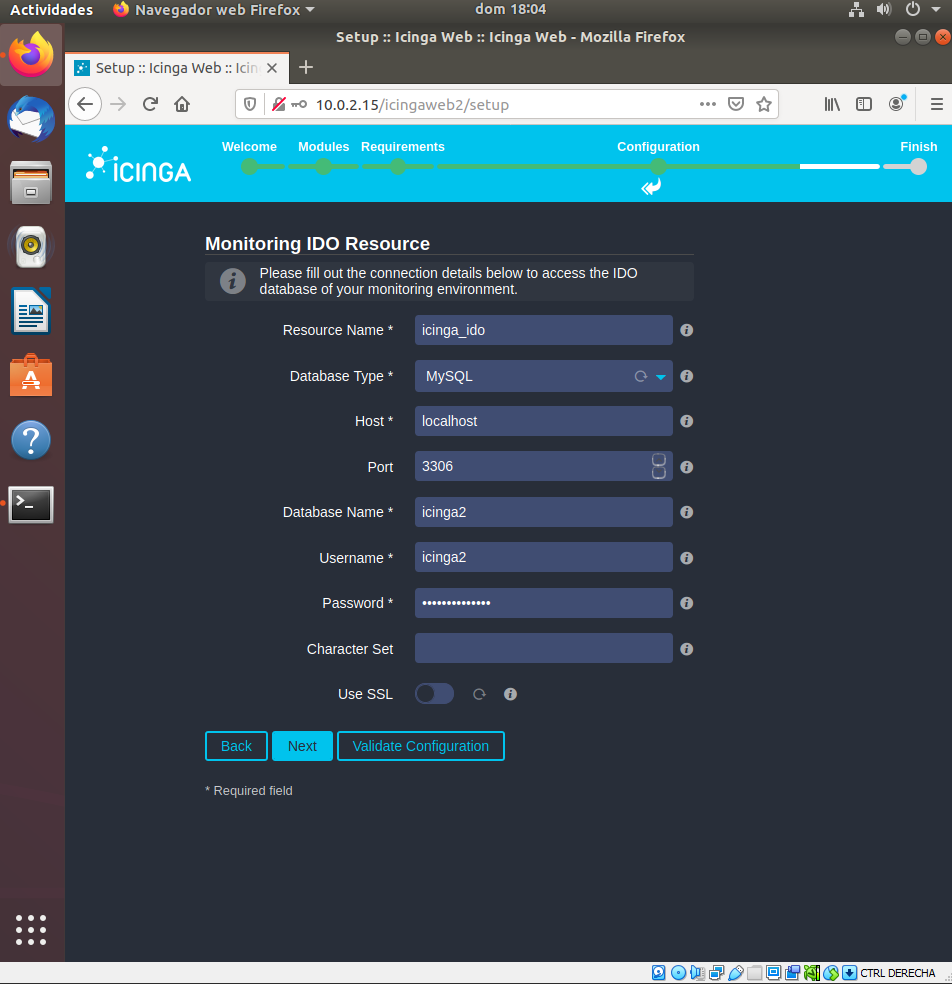 Actividades Navegador web Firefox dom 18:04
Setup :: Icinga Web :: Icinga Web - Mozilla Firefox
Setup :: Icinga Web :: Icin
10.0.2.15/icingaweb2/setup
ICINGA
Welcome Modules Requirements Configuration Finish
Monitoring IDO Resource
Please fill out the connection details below to access the IDO
database of your monitoring environment.
Resource Name * icinga_ido
Database Type * MySQL
Host * localhost
Port 3306
Database Name * icinga2
Username * icinga2
Password * ••••••••••••••
Character Set
Use SSL
Back Next Validate Configuration
* Required field
CTRL DERECHA